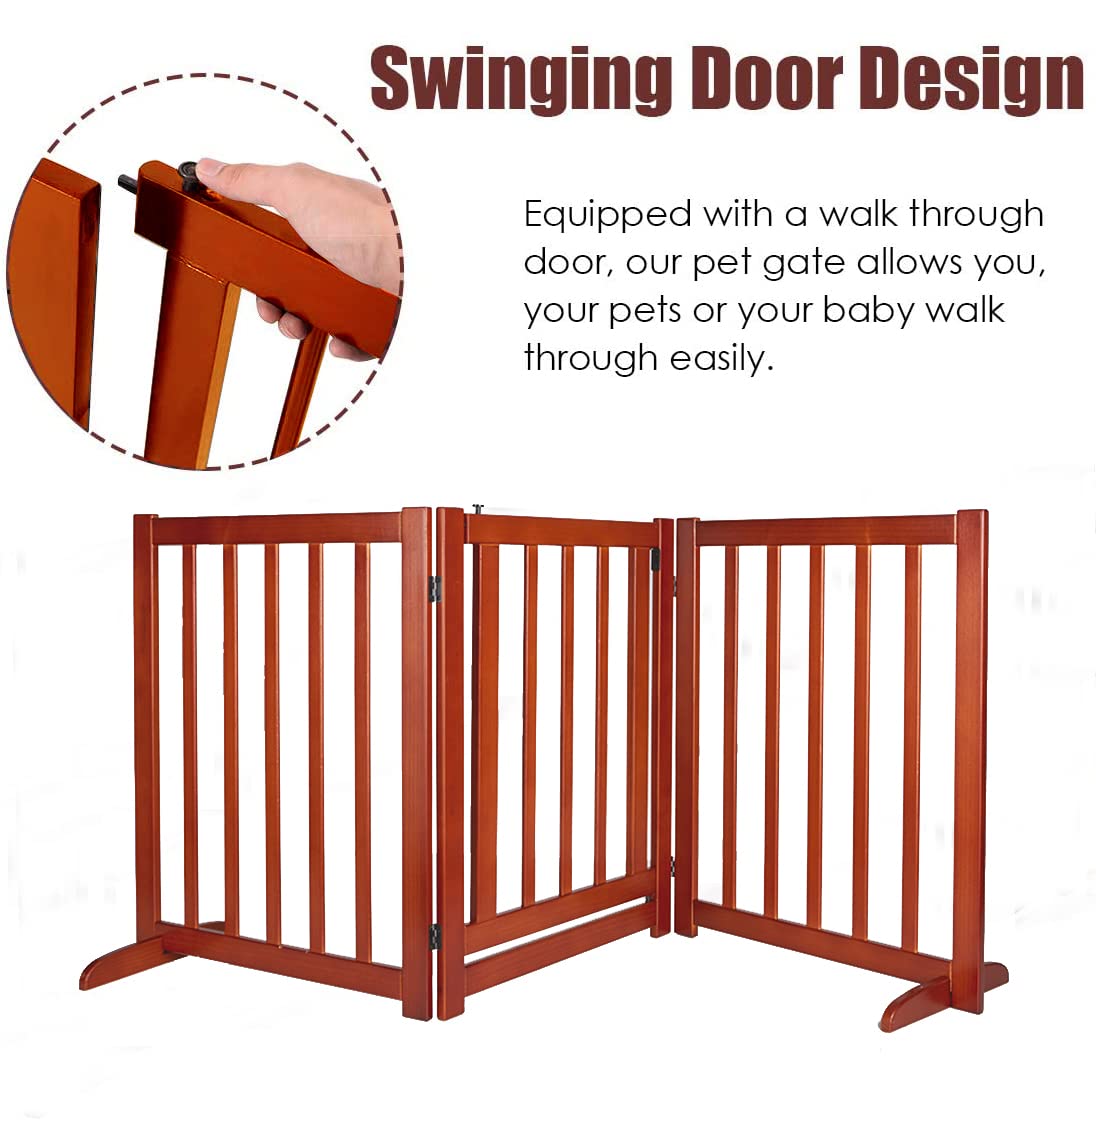 Swinging Door Design
Equipped with a walk through
door, our pet gate allows you,
your pets or your baby walk
through easily.